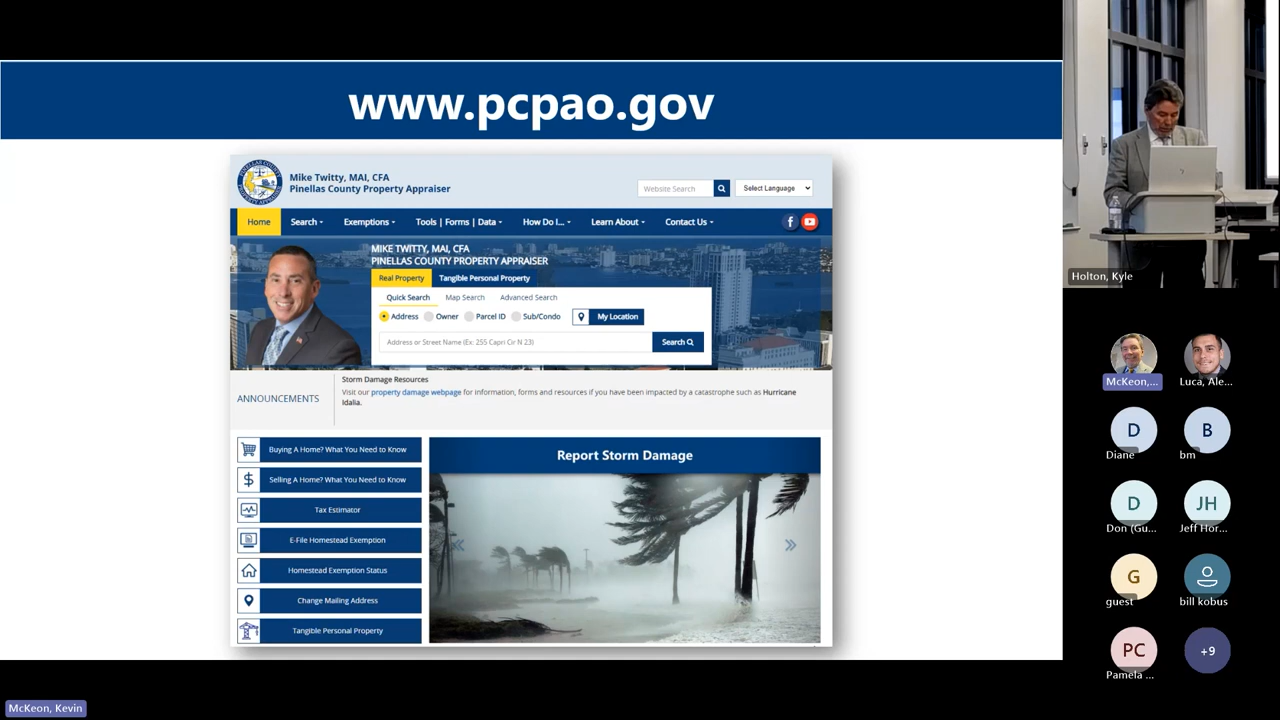 www.pcpao.gov
Mike Twitty, MAI, CFA
Pinellas County Property Appraiser
Website Search
Select Language
Home
Search
Exemptions
Tools | Forms | Data
How Do I...
Learn About
Contact Us
MIKE TWITTY, MAI, CFA
PINELLAS COUNTY PROPERTY APPRAISER
Real Property
Tangible Personal Property
Quick Search
Map Search
Advanced Search
Address
Owner
Parcel ID
Sub/Condo
My Location
Address or Street Name (Ex: 255 Capri Cir N 23)
Search
ANNOUNCEMENTS
Storm Damage Resources
Visit our property damage webpage for information, forms and resources if you have been impacted by a catastrophe such as Hurricane
Idalia.
Buying A Home? What You Need to Know
Selling A Home? What You Need to Know
Tax Estimator
E-File Homestead Exemption
Homestead Exemption Status
Change Mailing Address
Tangible Personal Property
Report Storm Damage
Holton, Kyle
McKeon,...
Luca, Ale...
D
Diane
B
bm
D
Don (Gu...
JH
Jeff Hor...
G
guest
bill kobus
PC
Pamela ...
+9
McKeon, Kevin